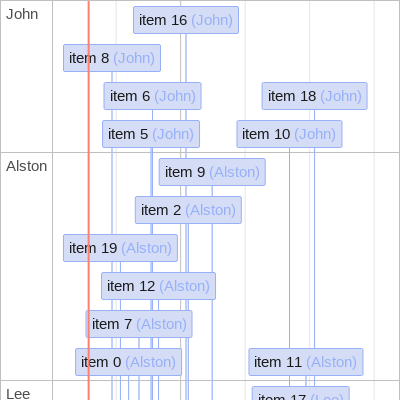 John
item 16 (John)
item 8 (John)
item 6 (John)
item 18 (John)
item 5 (John)
item 10 (John)
Alston
item 9 (Alston)
item 2 (Alston)
item 19 (Alston)
item 12 (Alston)
item 7 (Alston)
item 0 (Alston)
item 11 (Alston)
Lee
item 17 (Lee)